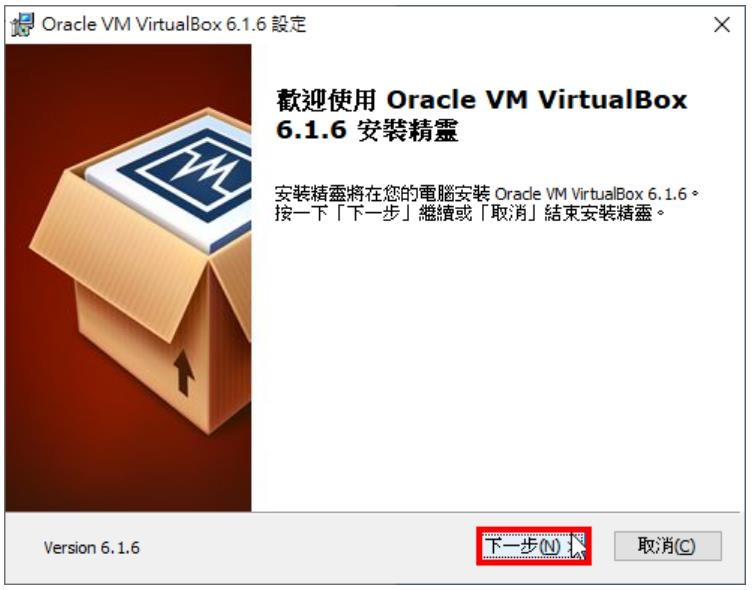 Oracle VM VirtualBox 6.1.6 設定
歡迎使用 Oracle VM VirtualBox
6.1.6 安裝精靈
安裝精靈將在您的電腦安裝 Oracle VM VirtualBox 6.1.6。
按一下「下一步」繼續或「取消」結束安裝精靈。
Version 6.1.6
下一步(N) >
取消(C)